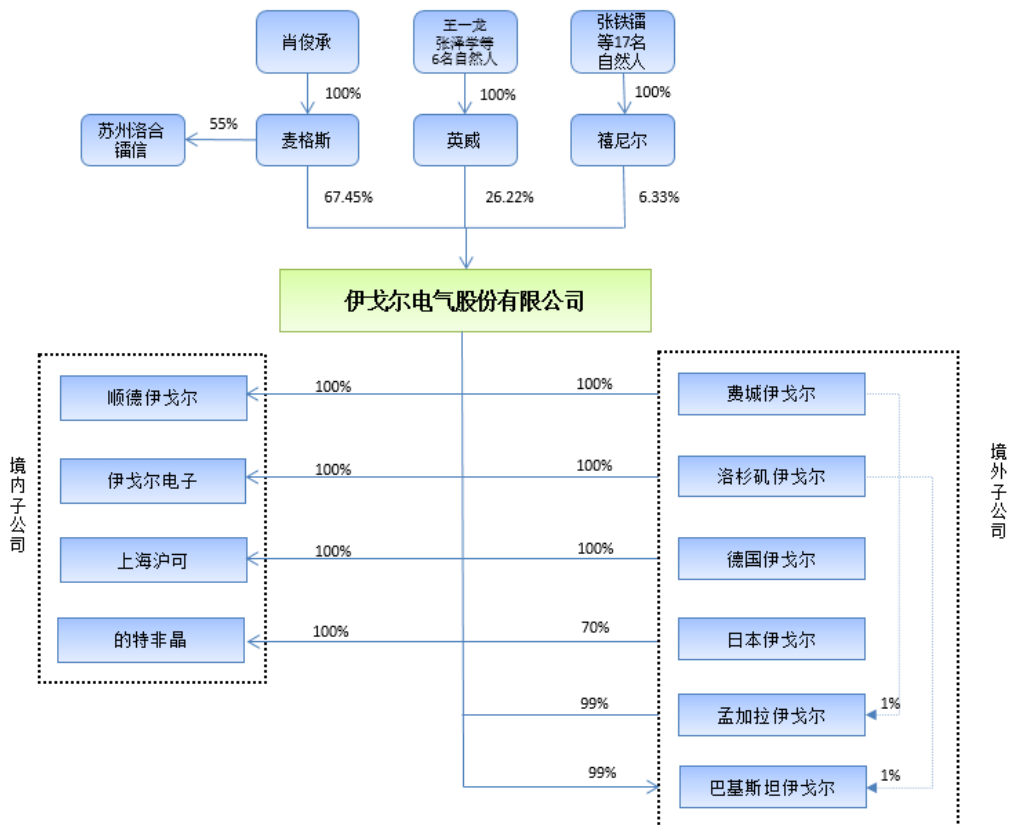 肖俊承
王一龙
张泽学等
6名自然人
张铁镭
等17名
自然人
100%
100%
100%
苏州洛合
镭信
55%
麦格斯
英威
禧尼尔
67.45%
26.22%
6.33%
伊戈尔电气股份有限公司
境内子公司
顺德伊戈尔
100%
100%
费城伊戈尔
境外子公司
伊戈尔电子
100%
100%
洛杉矶伊戈尔
上海沪可
100%
100%
德国伊戈尔
的特非晶
100%
70%
日本伊戈尔
99%
孟加拉伊戈尔
1%
99%
巴基斯坦伊戈尔
1%